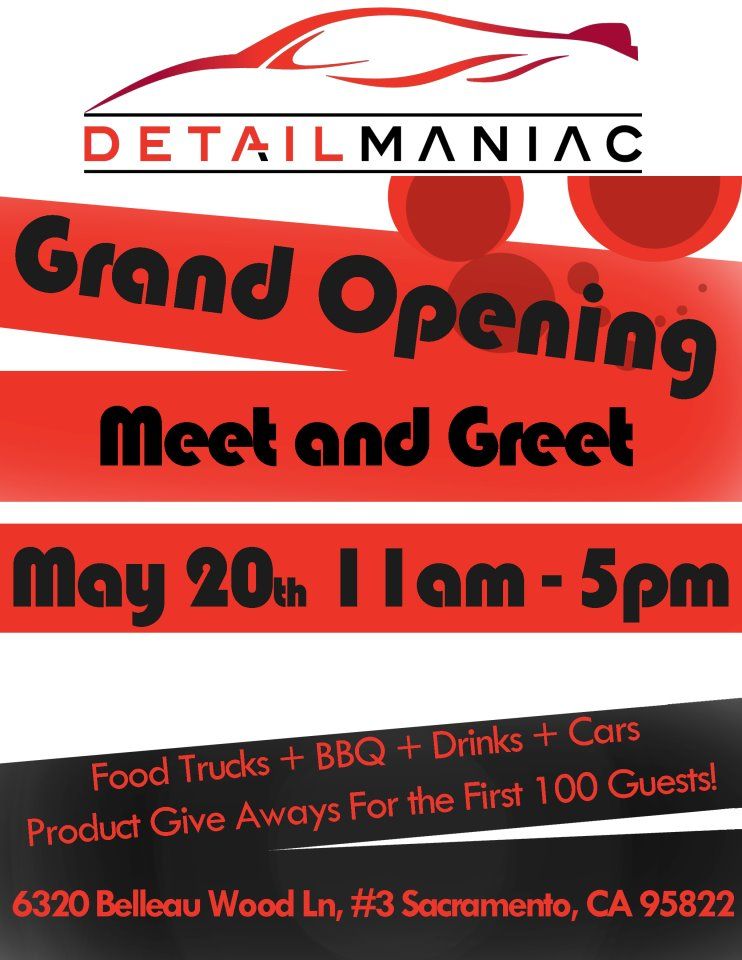 DETAILMANIAC
Grand Opening
Meet and Greet
May 20th 11am - 5pm
Food Trucks + BBQ + Drinks + Cars
Product Give Aways For the First 100 Guests!
6320 Belleau Wood Ln, #3 Sacramento, CA 95822